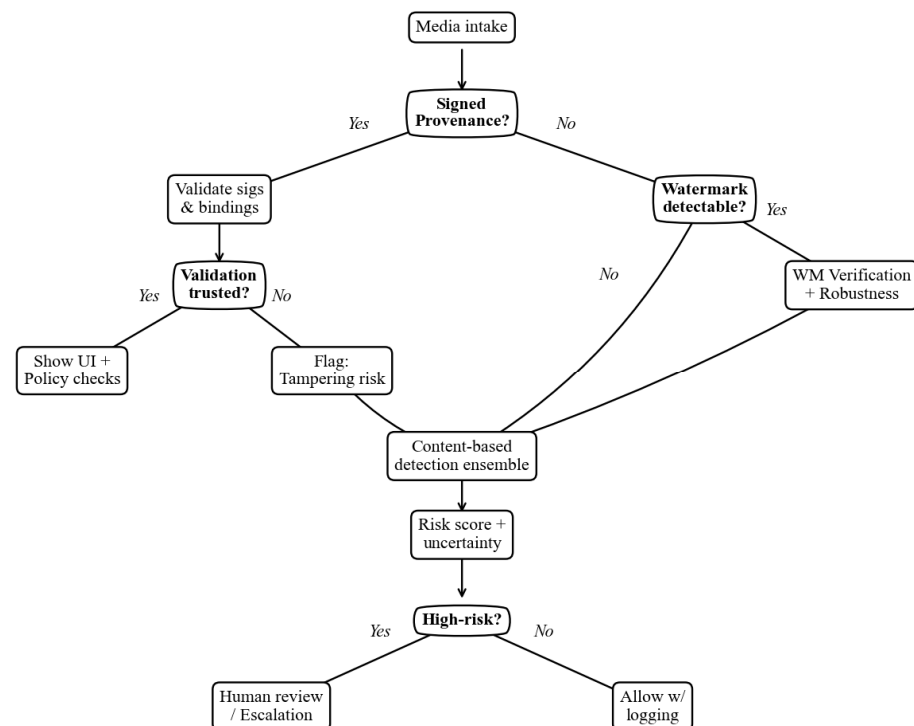 Media intake
Signed
Provenance?
Yes
No
Validate sigs
& bindings
Watermark
detectable?
Yes
Validation
trusted?
Yes
No
No
WM Verification
+ Robustness
Show UI +
Policy checks
Flag:
Tampering risk
Content-based
detection ensemble
Risk score +
uncertainty
High-risk?
Yes
No
Human review
/ Escalation
Allow w/
logging